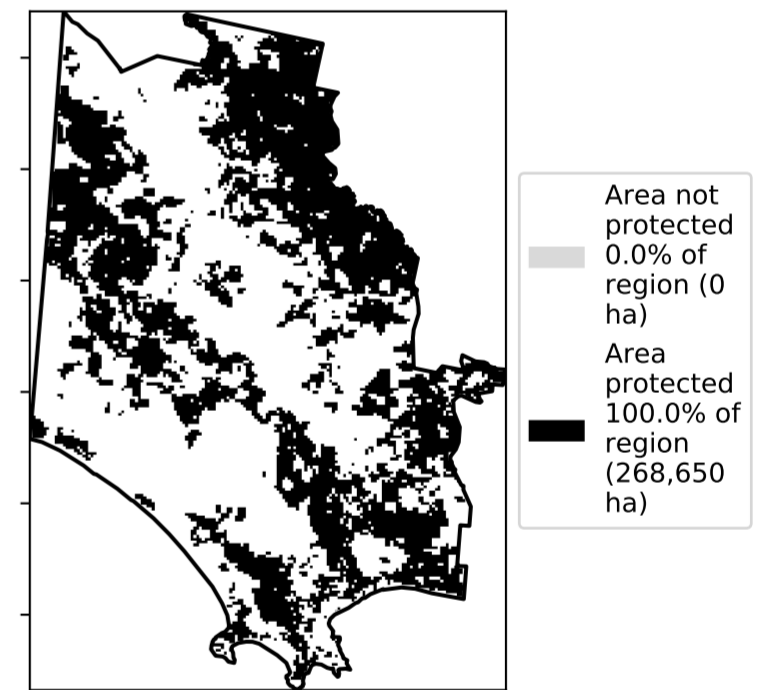 Area not
protected
0.0% of
region (0
ha)
Area
protected
100.0% of
region
(268,650
ha)